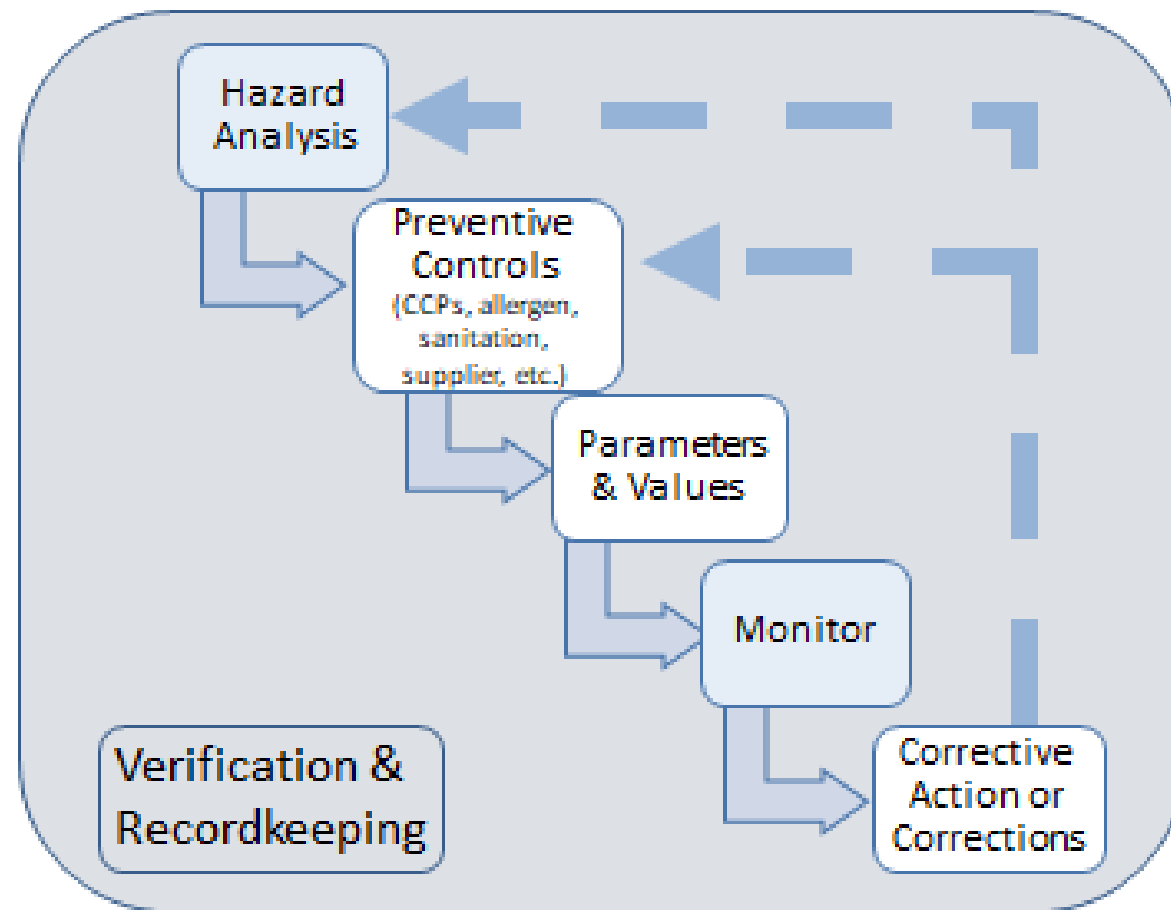 Hazard
Analysis
Preventive
Controls
(CCPs, allergen,
sanitation,
supplier, etc.)
Parameters
& Values
Monitor
Corrective
Action or
Corrections
Verification &
Recordkeeping